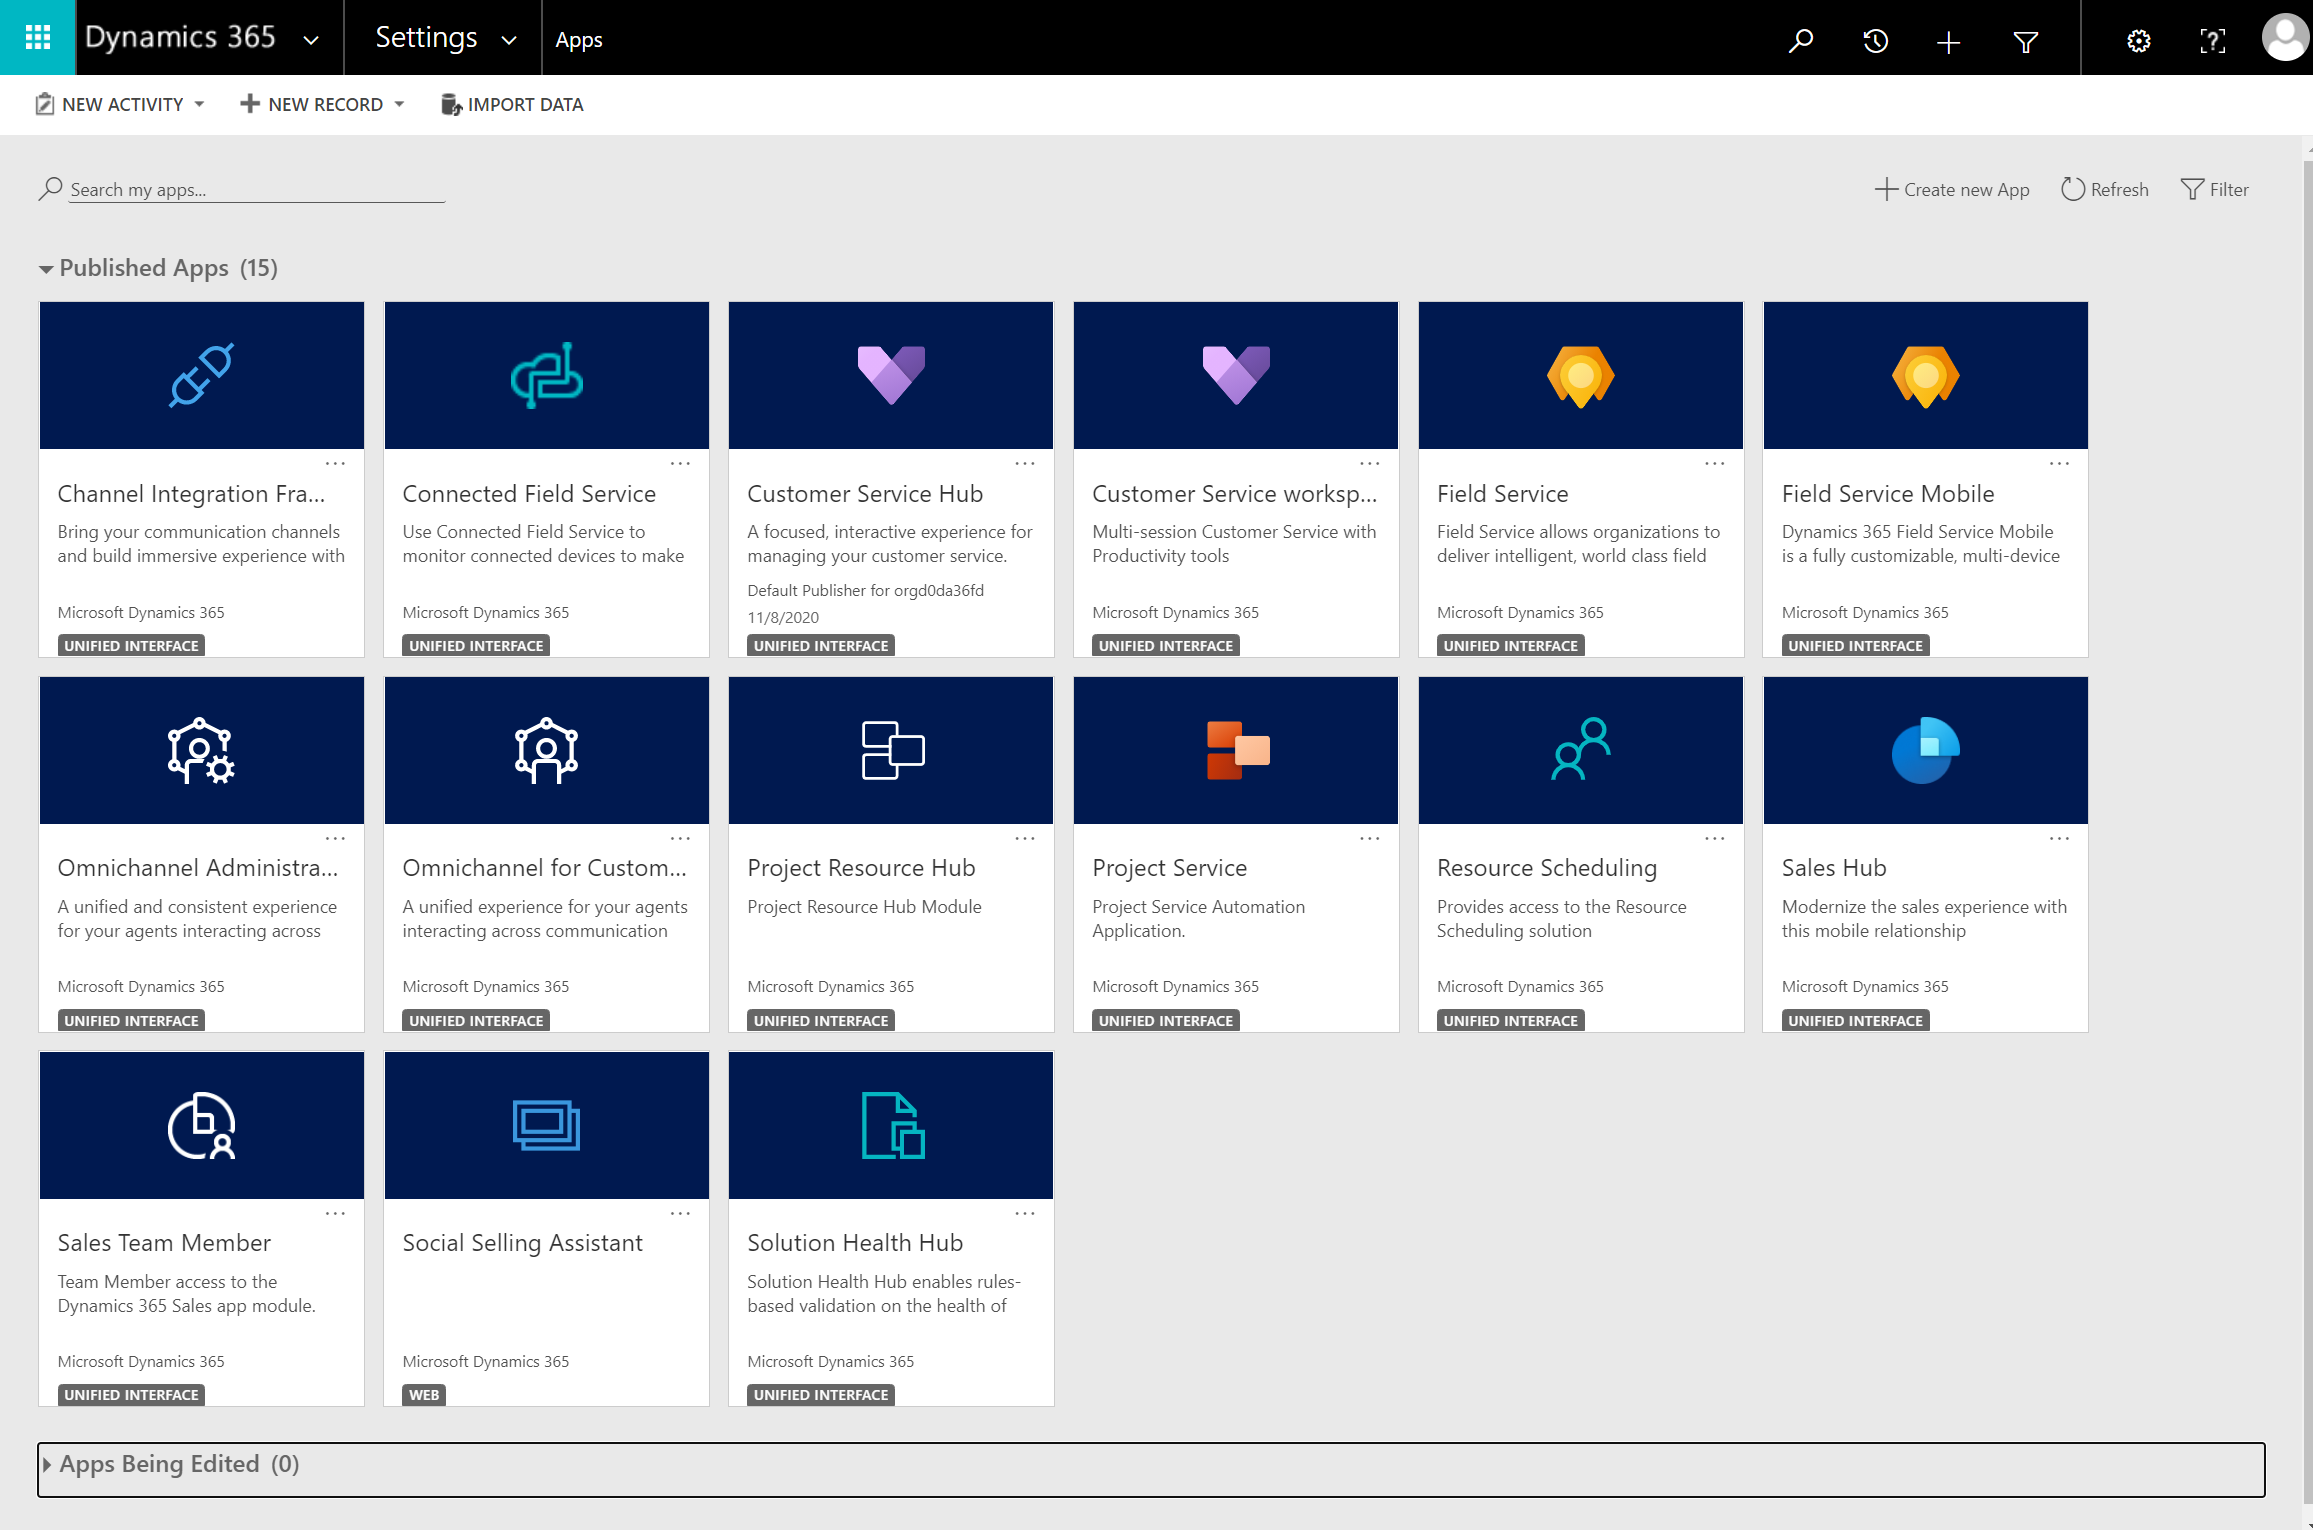 Dynamics 365
Settings
Apps
NEW ACTIVITY
NEW RECORD
IMPORT DATA
Search my apps...
Create new App
Refresh
Filter
Published Apps (15)
Channel Integration Fra...
Bring your communication channels
and build immersive experience with
Microsoft Dynamics 365
UNIFIED INTERFACE
Connected Field Service
Use Connected Field Service to
monitor connected devices to make
Microsoft Dynamics 365
UNIFIED INTERFACE
Customer Service Hub
A focused, interactive experience for
managing your customer service.
Default Publisher for orgd0da36fd
11/8/2020
UNIFIED INTERFACE
Customer Service worksp...
Multi-session Customer Service with
Productivity tools
Microsoft Dynamics 365
UNIFIED INTERFACE
Field Service
Field Service allows organizations to
deliver intelligent, world class field
Microsoft Dynamics 365
UNIFIED INTERFACE
Field Service Mobile
Dynamics 365 Field Service Mobile
is a fully customizable, multi-device
Microsoft Dynamics 365
UNIFIED INTERFACE
Omnichannel Administra...
A unified and consistent experience
for your agents interacting across
Microsoft Dynamics 365
UNIFIED INTERFACE
Omnichannel for Custom...
A unified experience for your agents
interacting across communication
Microsoft Dynamics 365
UNIFIED INTERFACE
Project Resource Hub
Project Resource Hub Module
Microsoft Dynamics 365
UNIFIED INTERFACE
Project Service
Project Service Automation
Application.
Microsoft Dynamics 365
UNIFIED INTERFACE
Resource Scheduling
Provides access to the Resource
Scheduling solution
Microsoft Dynamics 365
UNIFIED INTERFACE
Sales Hub
Modernize the sales experience with
this mobile relationship
Microsoft Dynamics 365
UNIFIED INTERFACE
Sales Team Member
Team Member access to the
Dynamics 365 Sales app module.
Microsoft Dynamics 365
UNIFIED INTERFACE
Social Selling Assistant
Microsoft Dynamics 365
WEB
Solution Health Hub
Solution Health Hub enables rules-
based validation on the health of
Microsoft Dynamics 365
UNIFIED INTERFACE
Apps Being Edited (0)